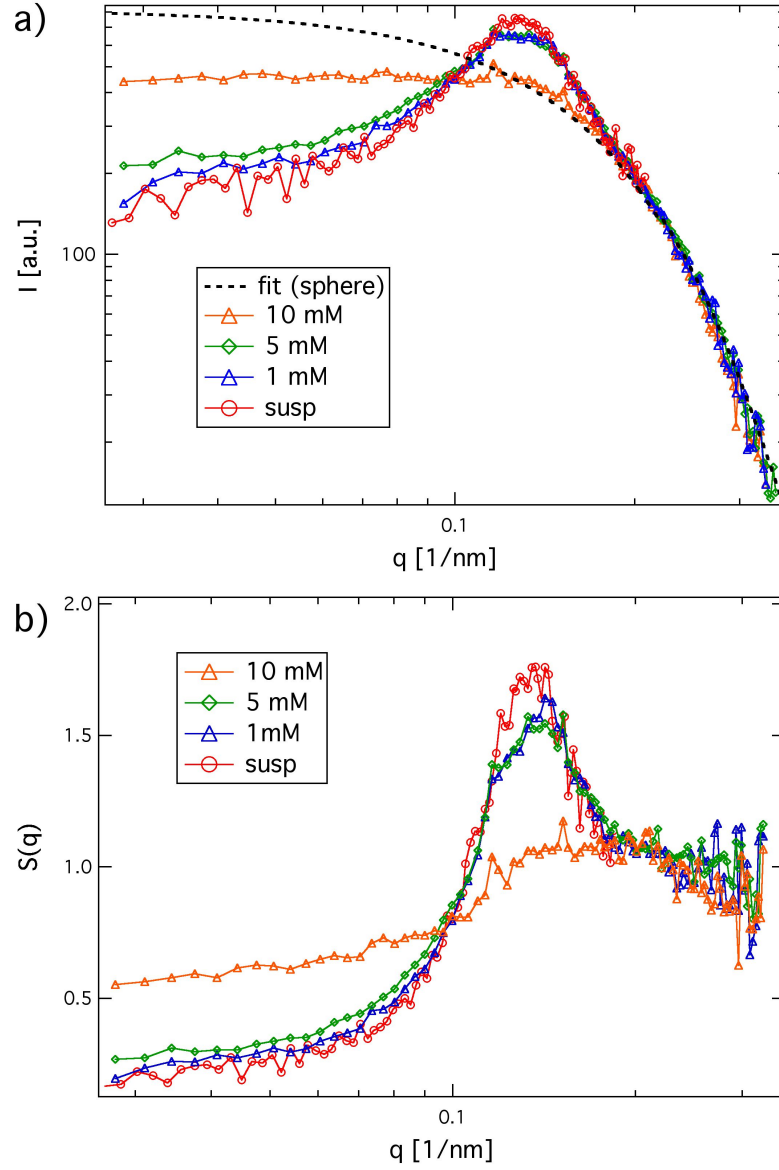 a)
I [a.u.]
100
fit (sphere)
10 mM
5 mM
1 mM
susp
0.1
q [1/nm]
b)
S(q)
2.0
1.5
1.0
0.5
10 mM
5 mM
1mM
susp
0.1
q [1/nm]